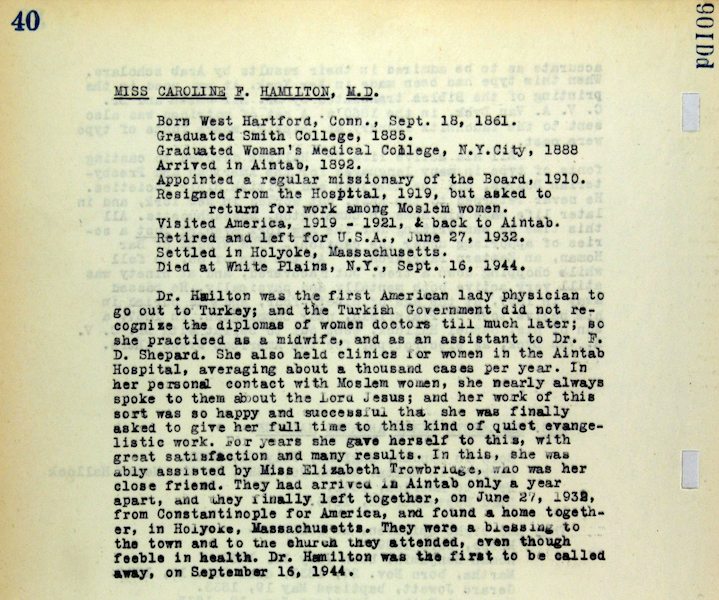 40
90IDd
MISS CAROLINE F. HAMILTON, M.D.
Born West Hartford, Conn., Sept. 18, 1861.
Graduated Smith College, 1885.
Graduated Woman's Medical College, N.Y.City, 1888
Arrived in Aintab, 1892.
Appointed a regular missionary of the Board, 1910.
Resigned from the Hospital, 1919, but asked to
return for work among Moslem women.
Visited America, 1919 - 1921, & back to Aintab.
Retired and left for U.S.A., June 27, 1932.
Settled in Holyoke, Massachusetts.
Died at White Plains, N.Y., Sept. 16, 1944.
Dr. Hamilton was the first American lady physician to
go out to Turkey; and the Turkish Government did not re-
cognize the diplomas of women doctors till much later; so
she practiced as a midwife, and as an assistant to Dr. F.
D. Shepard. She also held clinics for women in the Aintab
Hospital, averaging about a thousand cases per year. In
her personal contact with Moslem women, she nearly always
spoke to them about the Lord Jesus; and her work of this
sort was so happy and successful that she was finally
asked to give her full time to this kind of quiet evange-
listic work. For years she gave herself to this, with
great satisfaction and many results. In this, she was
ably assisted by Miss Elizabeth Trowbridge, who was her
close friend. They had arrived in Aintab only a year
apart, and they finally left together, on June 27, 1932,
from Constantinople for America, and found a home togeth-
er, in Holyoke, Massachusetts. They were a blessing to
the town and to the church they attended, even though
feeble in health. Dr. Hamilton was the first to be called
away, on September 16, 1944.